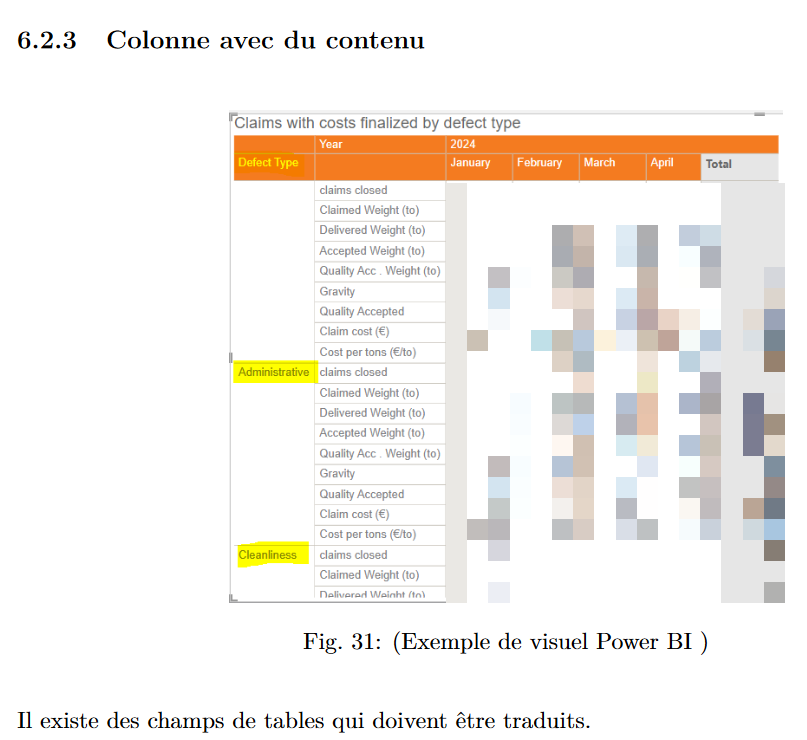 6.2.3 Colonne avec du contenu
Claims with costs finalized by defect type
Year 2024
Defect Type January February March April Total
claims closed
Claimed Weight (to)
Delivered Weight (to)
Accepted Weight (to)
Quality Acc . Weight (to)
Gravity
Quality Accepted
Claim cost (€)
Cost per tons (€/to)
Administrative claims closed
Claimed Weight (to)
Delivered Weight (to)
Accepted Weight (to)
Quality Acc . Weight (to)
Gravity
Quality Accepted
Claim cost (€)
Cost per tons (€/to)
Cleanliness claims closed
Claimed Weight (to)
Delivered Weight (to)
Fig. 31: (Exemple de visuel Power BI )
Il existe des champs de tables qui doivent être traduits.